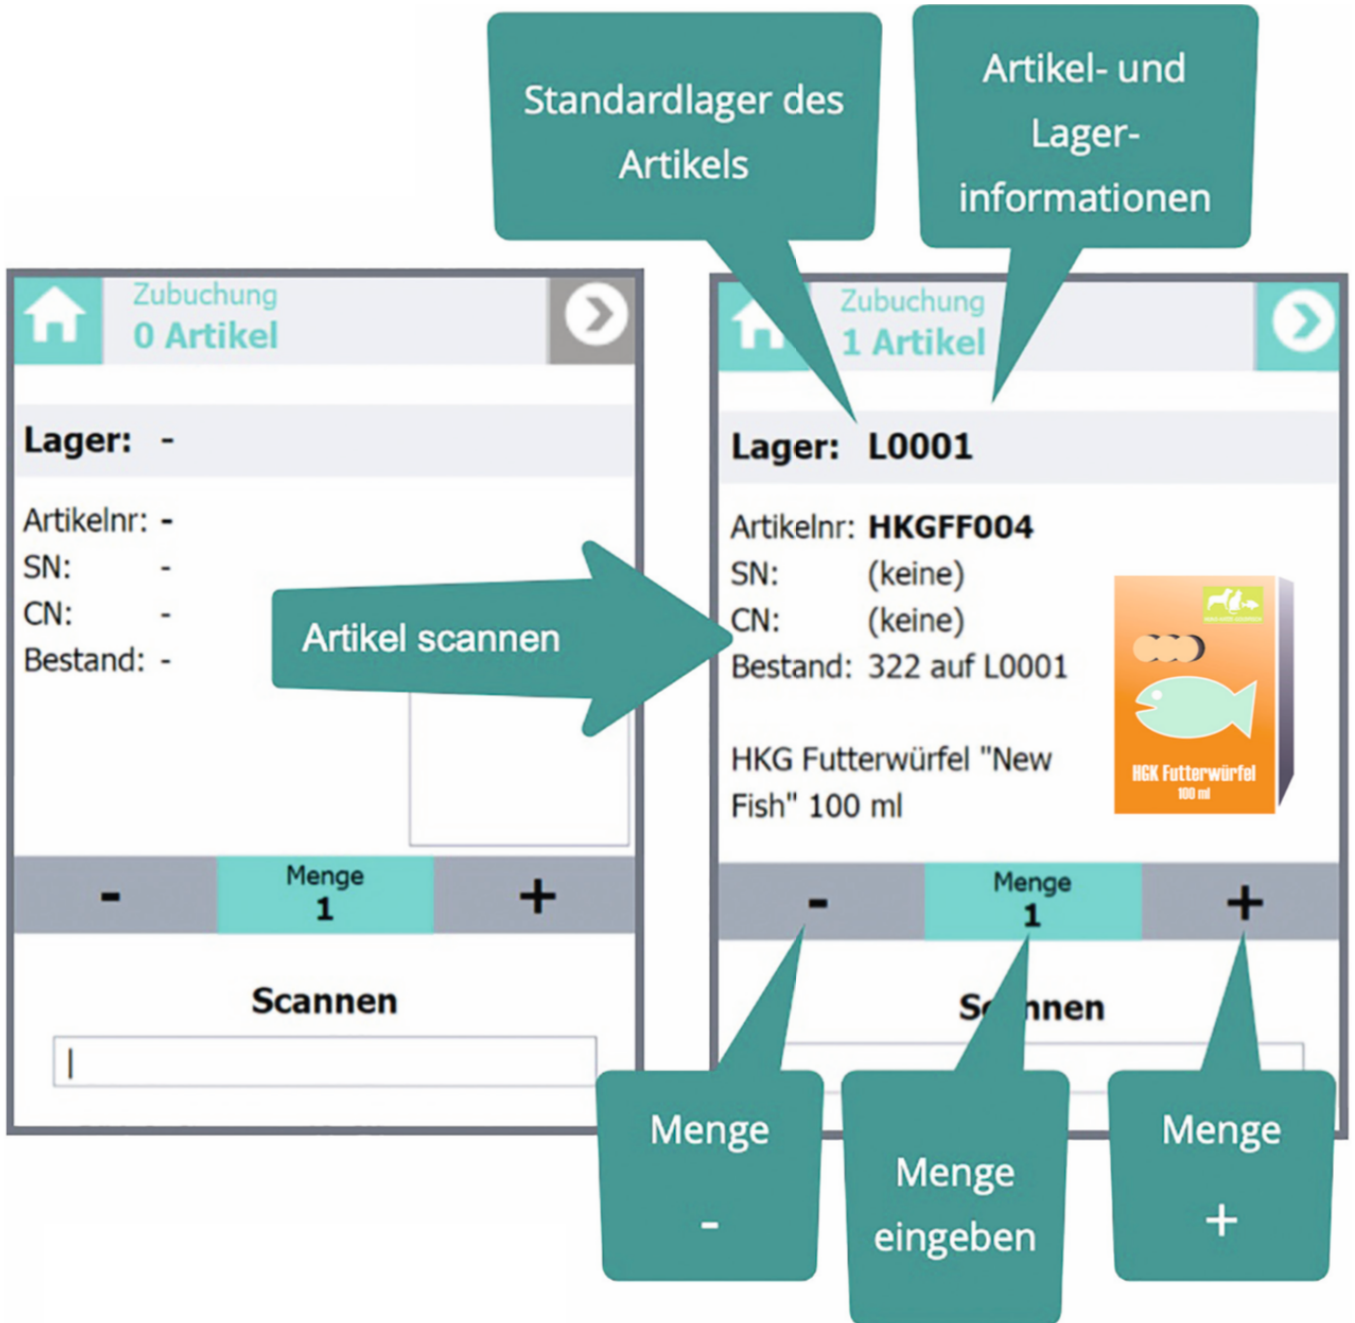 Standardlager des
Artikels
Artikel- und
Lager-
informationen
Zubuchung
0 Artikel
Lager: -
Artikelnr: -
SN: -
CN: -
Bestand: -
- Menge +
1
Scannen
Artikel scannen
Zubuchung
1 Artikel
Lager: L0001
Artikelnr: HKGFF004
SN: (keine)
CN: (keine)
Bestand: 322 auf L0001
HKG Futterwürfel "New
Fish" 100 ml
HGK Futterwürfel
100 ml
- Menge +
1
Scannen
Menge
-
Menge
eingeben
Menge
+